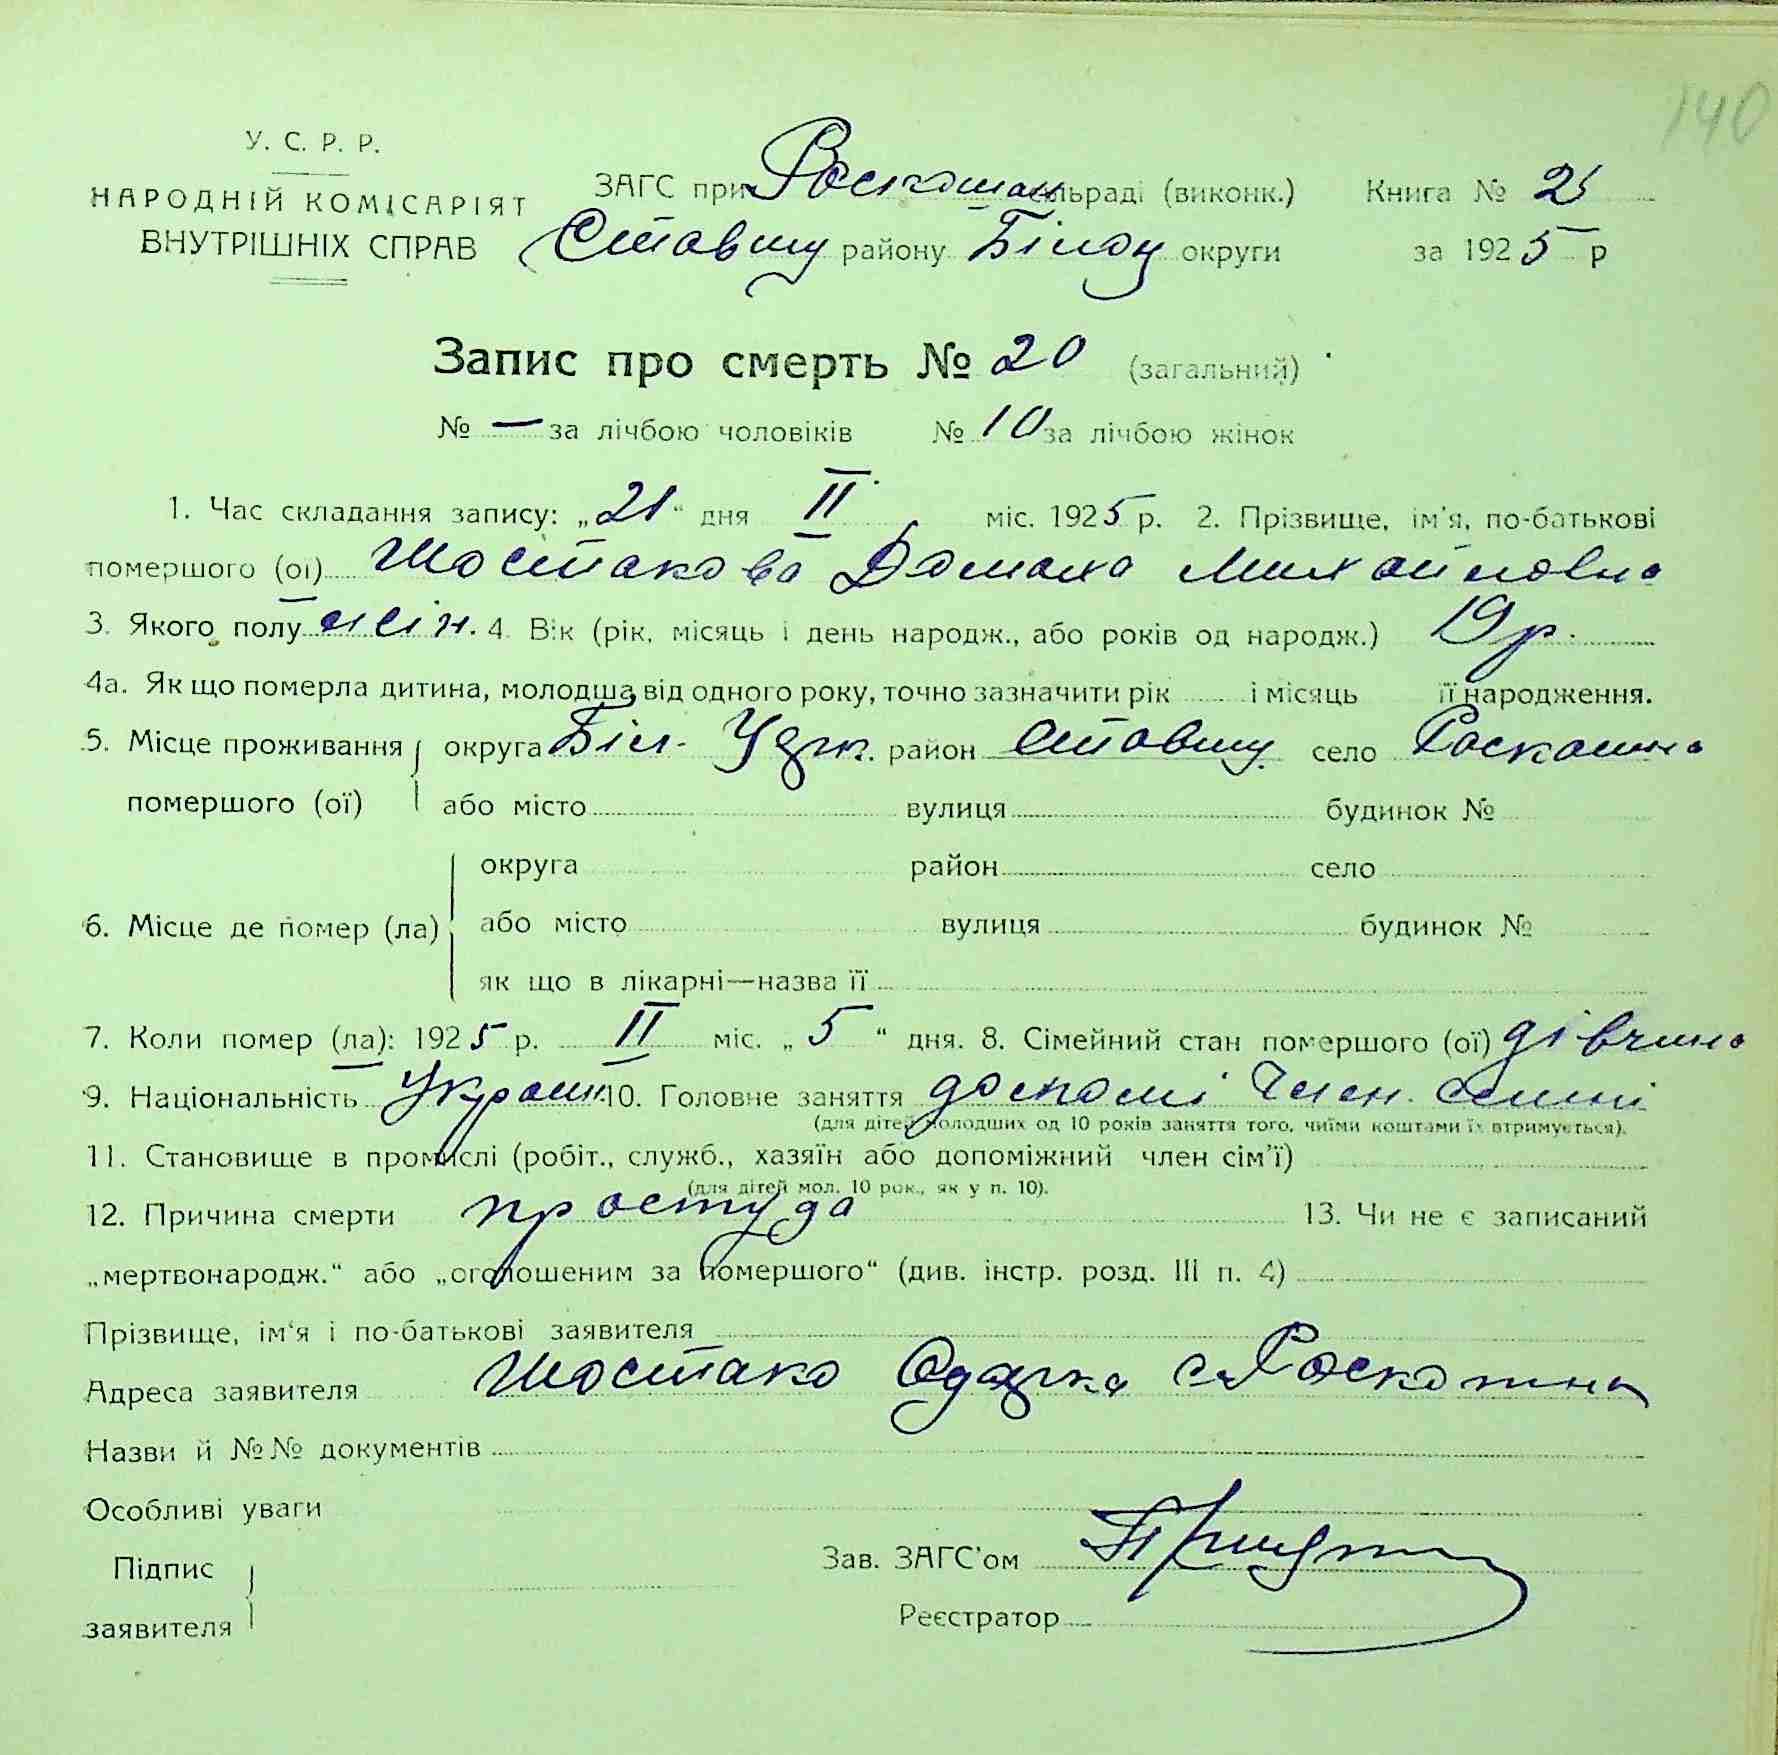 140
У. С. Р. Р.
НАРОДНІЙ КОМІСАРІЯТ
ВНУТРІШНІХ СПРАВ
ЗАГС при Роскошан сільраді (виконк.) Книга № 2
Ставищ району Білоц округи за 1925 р
Запис про смерть № 20 (загальний)
№ — за лічбою чоловіків № 10 за лічбою жінок
1. Час складання запису: „21“ дня II міс. 1925 р. 2. Прізвище, ім'я, по-батькові
помершого (ої) Шостакова Домаха Михайловна
3. Якого полу жін. 4. Вік (рік, місяць і день народж., або років од народж.) 19 р.
4а. Як що померла дитина, молодша від одного року, точно зазначити рік і місяць її народження.
5. Місце проживання округа Біл. район Ставищ. село Роскошна
помершого (ої) або місто вулиця будинок №
округа район село
6. Місце де помер (ла) або місто вулиця будинок №
як що в лікарні—назва її
7. Коли помер (ла): 1925 р. II міс. „5“ дня. 8. Сімейний стан помершого (ої) дівчина
9. Національність Украин 10. Головне заняття член. семині
(для дітей молодших од 10 років заняття того, чиїми коштами їх втримується).
11. Становище в промислі (робіт., служб., хазяїн або допоміжний член сім'ї)
(для дітей мол. 10 рок., як у п. 10).
12. Причина смерти простуда 13. Чи не є записаний
„мертвонародж.“ або „оголошеним за помершого“ (див. інстр. розд. III п. 4)
Прізвище, ім'я і по-батькові заявителя
Адреса заявителя Шостако Одарка с Роскошна
Назви й №№ документів
Особливі уваги
Підпис
заявителя
Зав. ЗАГС'ом
Реєстратор